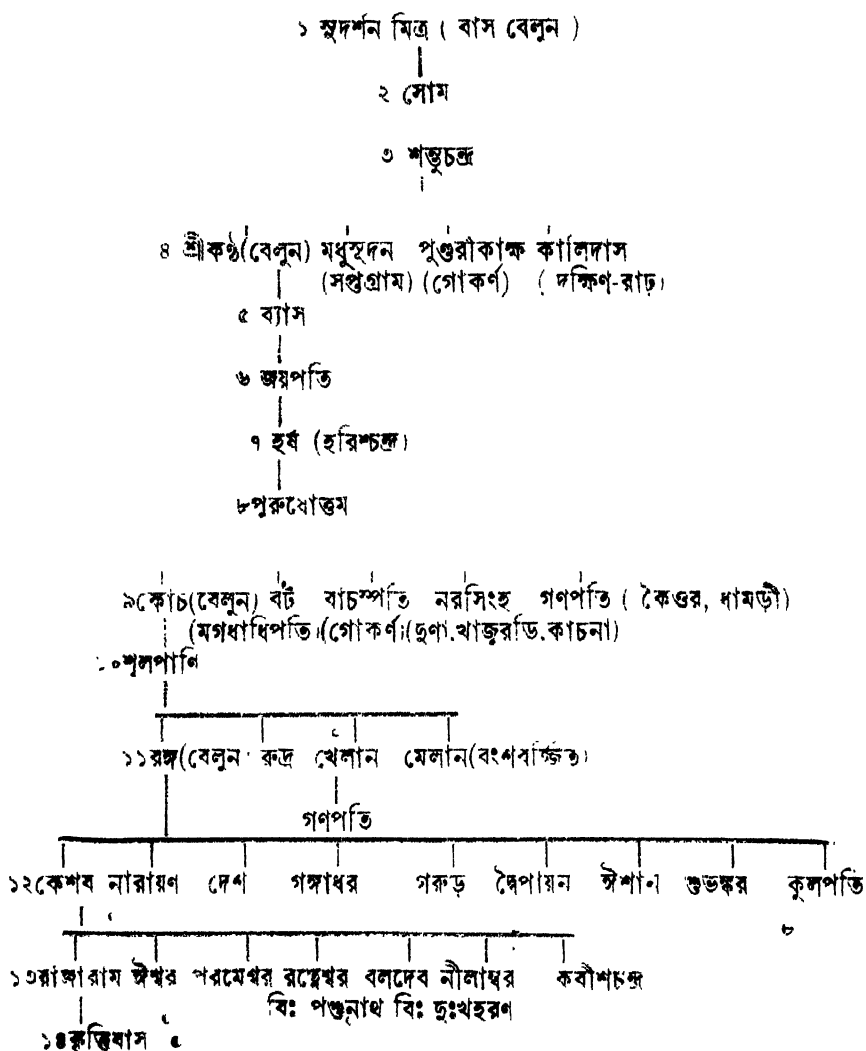 ১ সুদর্শন মিত্র ( বাস বেলুন )
২ সোম
৩ শম্ভুচন্দ্র
৪ শ্রীকণ্ঠ(বেলুন) মধুসূদন পুণ্ডরীকাক্ষ কালিদাস
(সপ্তগ্রাম) (গোকর্ণ) ( দক্ষিণ-রাঢ়)
৫ ব্যাস
৬ জয়পতি
৭ হর্ষ (হরিশ্চন্দ্র)
৮পুরুষোত্তম
৯কোচ(বেলুন) বট বাচস্পতি নরসিংহ গণপতি ( কৈওর, ধামড়ী)
(মগধাধিপতি) (গোকর্ণ) (দুণা.খাজুরডি.কাচনা)
১০শূলপাণি
১১রঙ্গ(বেলুন) রুদ্র খেলান মেলান(বংশবর্জ্জিত)
গণপতি
১২কেশব নারায়ণ দেশ গঙ্গাধর গরুড় দ্বৈপায়ন ঈশান শুভঙ্কর কুলপতি
১৩রাজারাম ঈশ্বর পরমেশ্বর রত্নেশ্বর বলদেব নীলাম্বর কবীশচন্দ্র
বিঃ পশুনাথ বিঃ দুঃখহরণ
১৪কৃত্তিবাস